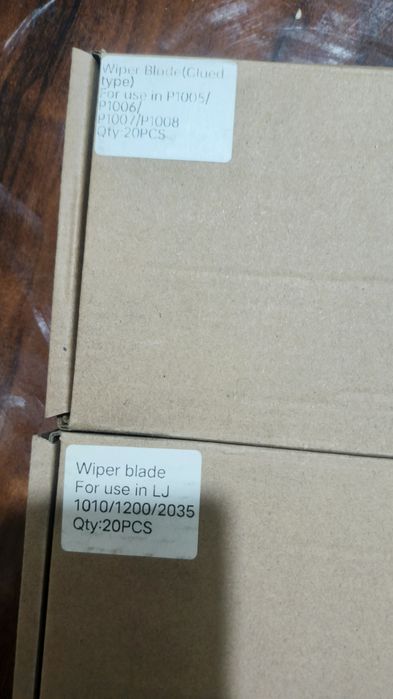 Wiper Blade(Clued
type)
For use in P1005/
P1006/
P1007/P1008
Qty:20PCS
Wiper blade
For use in LJ
1010/1200/2035
Qty:20PCS